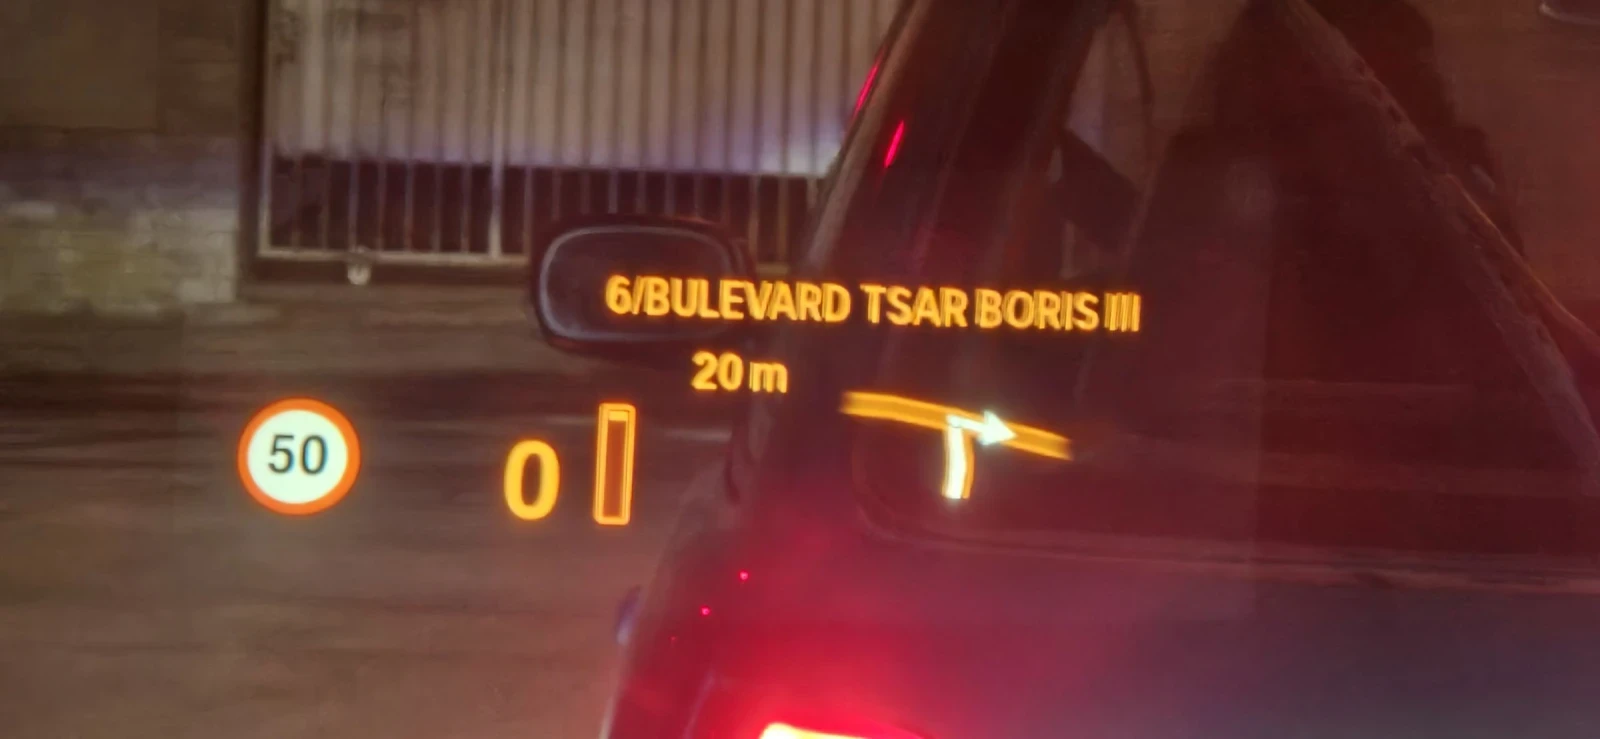 6/BULEVARD TSAR BORIS III
20 m
50
0